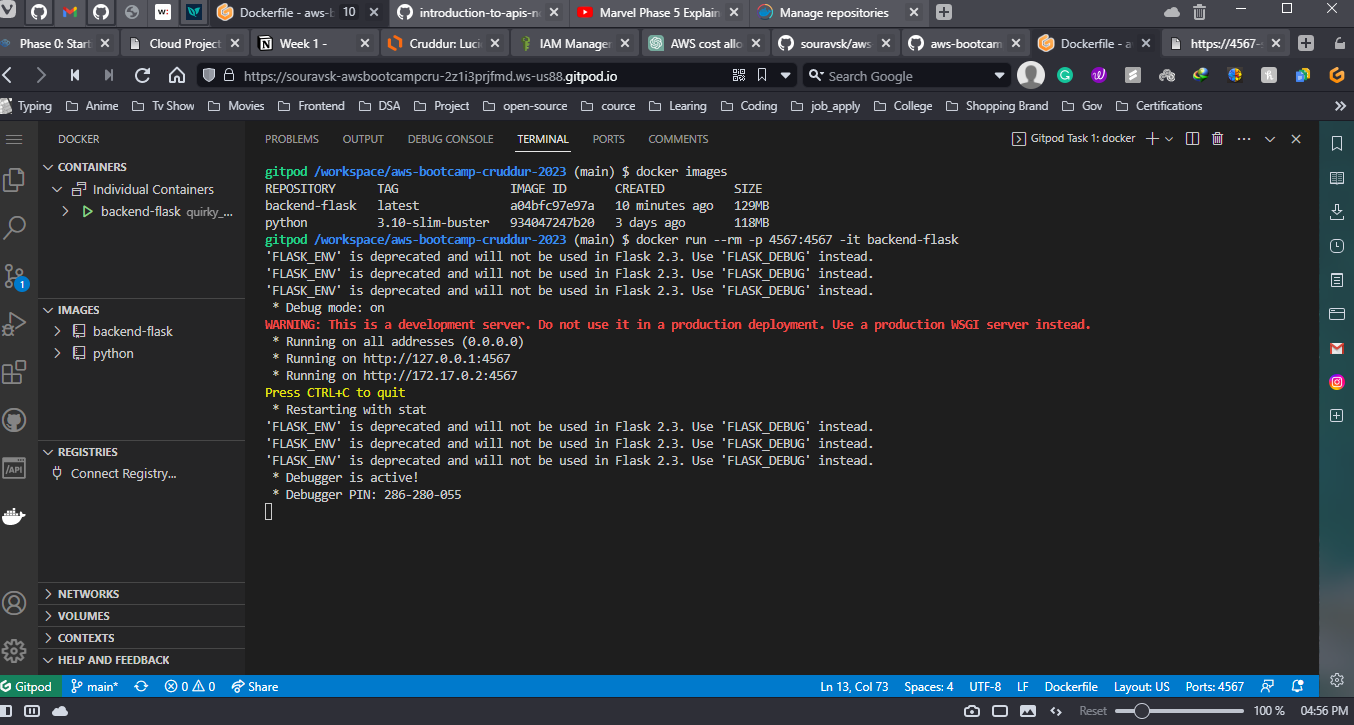 Dockerfile - aws-b 10
introduction-to-apis-n
Marvel Phase 5 Explain
Manage repositories
Phase 0: Start
Cloud Project
Week 1 -
Cruddur: Luci
IAM Manager
AWS cost allo
souravsk/aws
aws-bootcam
Dockerfile - a
https://4567-
https://souravsk-awsbootcampcru-2z1i3prjfmd.ws-us88.gitpod.io
Search Google
Typing Anime Tv Show Movies Frontend DSA Project open-source cource Learing Coding job_apply College Shopping Brand Gov Certifications
DOCKER
PROBLEMS OUTPUT DEBUG CONSOLE TERMINAL PORTS COMMENTS
Gitpod Task 1: docker
CONTAINERS
Individual Containers
backend-flask quirky_...
1
IMAGES
backend-flask
python
REGISTRIES
Connect Registry...
NETWORKS
VOLUMES
CONTEXTS
HELP AND FEEDBACK
gitpod /workspace/aws-bootcamp-cruddur-2023 (main) $ docker images
REPOSITORY TAG IMAGE ID CREATED SIZE
backend-flask latest a04bfc97e97a 10 minutes ago 129MB
python 3.10-slim-buster 934047247b20 3 days ago 118MB
gitpod /workspace/aws-bootcamp-cruddur-2023 (main) $ docker run --rm -p 4567:4567 -it backend-flask
'FLASK_ENV' is deprecated and will not be used in Flask 2.3. Use 'FLASK_DEBUG' instead.
'FLASK_ENV' is deprecated and will not be used in Flask 2.3. Use 'FLASK_DEBUG' instead.
'FLASK_ENV' is deprecated and will not be used in Flask 2.3. Use 'FLASK_DEBUG' instead.
* Debug mode: on
WARNING: This is a development server. Do not use it in a production deployment. Use a production WSGI server instead.
* Running on all addresses (0.0.0.0)
* Running on http://127.0.0.1:4567
* Running on http://172.17.0.2:4567
Press CTRL+C to quit
* Restarting with stat
'FLASK_ENV' is deprecated and will not be used in Flask 2.3. Use 'FLASK_DEBUG' instead.
'FLASK_ENV' is deprecated and will not be used in Flask 2.3. Use 'FLASK_DEBUG' instead.
'FLASK_ENV' is deprecated and will not be used in Flask 2.3. Use 'FLASK_DEBUG' instead.
* Debugger is active!
* Debugger PIN: 286-280-055
Gitpod main* 0 0 Share
Ln 13, Col 73 Spaces: 4 UTF-8 LF Dockerfile Layout: US Ports: 4567
Reset 100 % 04:56 PM